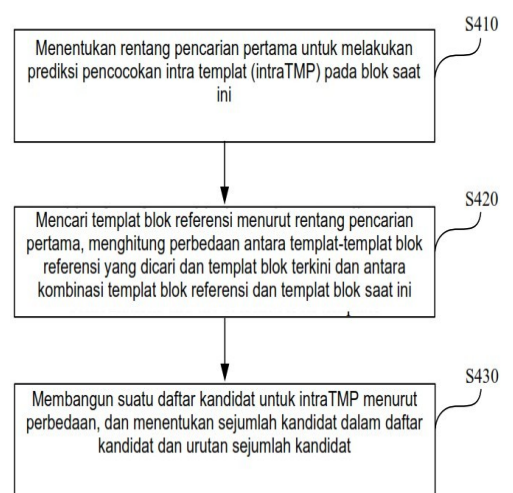 S410
Menentukan rentang pencarian pertama untuk melakukan
prediksi pencocokan intra templat (intraTMP) pada blok saat
ini
S420
Mencari templat blok referensi menurut rentang pencarian
pertama, menghitung perbedaan antara templat-templat blok
referensi yang dicari dan templat blok terkini dan antara
kombinasi templat blok referensi dan templat blok saat ini
S430
Membangun suatu daftar kandidat untuk intraTMP menurut
perbedaan, dan menentukan sejumlah kandidat dalam daftar
kandidat dan urutan sejumlah kandidat